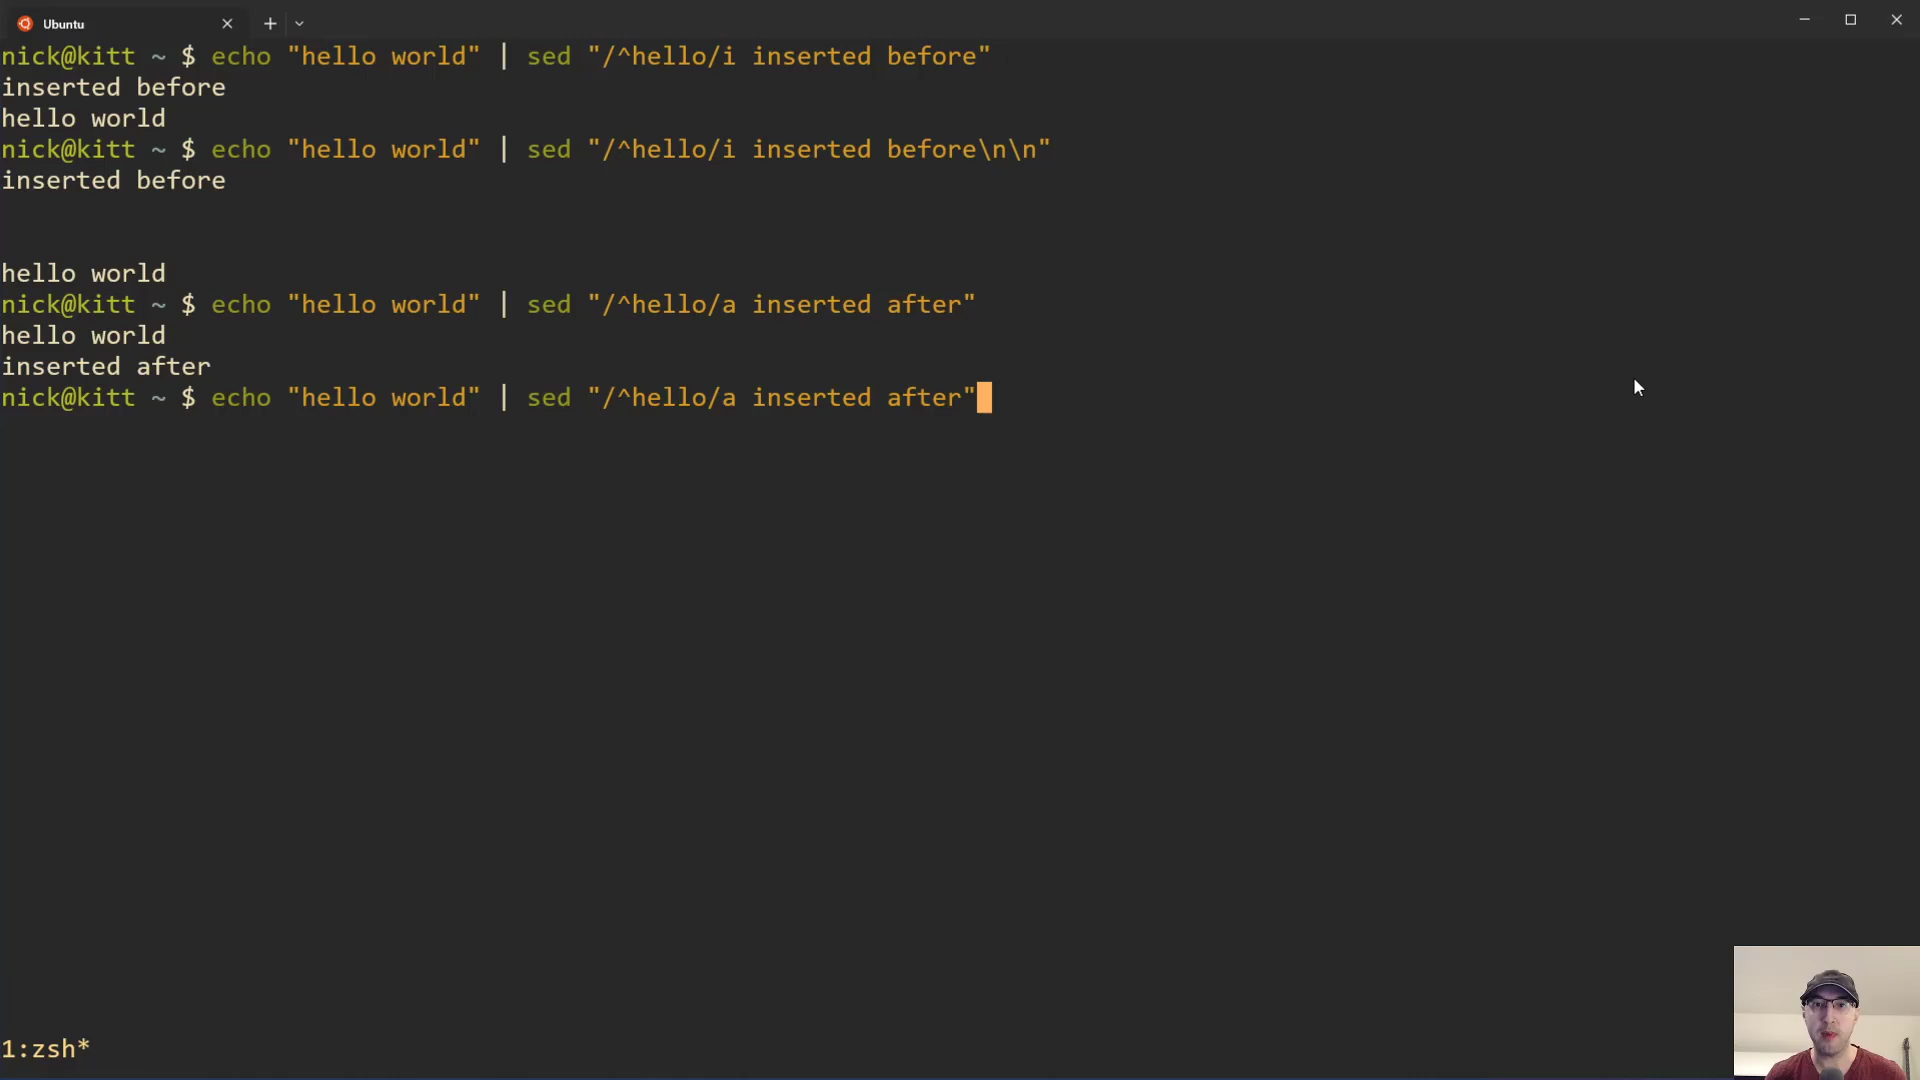 Ubuntu
nick@kitt ~ $ echo "hello world" | sed "/^hello/i inserted before"
inserted before
hello world
nick@kitt ~ $ echo "hello world" | sed "/^hello/i inserted before\n\n"
inserted before
hello world
nick@kitt ~ $ echo "hello world" | sed "/^hello/a inserted after"
hello world
inserted after
nick@kitt ~ $ echo "hello world" | sed "/^hello/a inserted after"
1:zsh*